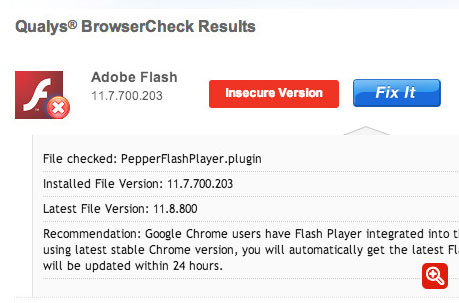 Qualys® BrowserCheck Results
Adobe Flash
11.7.700.203
Insecure Version
Fix It
File checked: PepperFlashPlayer.plugin
Installed File Version: 11.7.700.203
Latest File Version: 11.8.800
Recommendation: Google Chrome users have Flash Player integrated into t
using latest stable Chrome version, you will automatically get the latest Fl
will be updated within 24 hours.